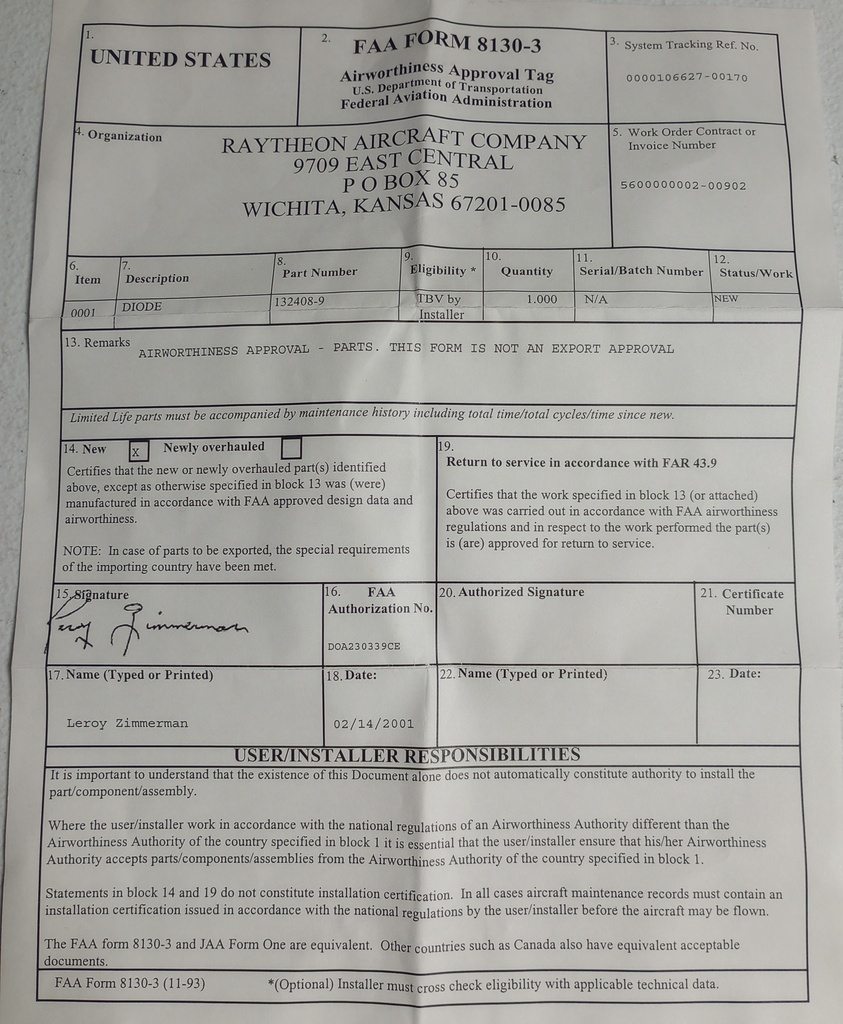 1.
UNITED STATES
2. FAA FORM 8130-3
Airworthiness Approval Tag
U.S. Department of Transportation
Federal Aviation Administration
3. System Tracking Ref. No.
0000106627-00170
4. Organization
RAYTHEON AIRCRAFT COMPANY
9709 EAST CENTRAL
P O BOX 85
WICHITA, KANSAS 67201-0085
5. Work Order Contract or
Invoice Number
5600000002-00902
6.
Item
7.
Description
8.
Part Number
9.
Eligibility *
10.
Quantity
11.
Serial/Batch Number
12.
Status/Work
0001
DIODE
132408-9
TBV by
Installer
1.000
N/A
NEW
13. Remarks
AIRWORTHINESS APPROVAL - PARTS. THIS FORM IS NOT AN EXPORT APPROVAL
Limited Life parts must be accompanied by maintenance history including total time/total cycles/time since new.
14. New X Newly overhauled
Certifies that the new or newly overhauled part(s) identified
above, except as otherwise specified in block 13 was (were)
manufactured in accordance with FAA approved design data and
airworthiness.
NOTE: In case of parts to be exported, the special requirements
of the importing country have been met.
19.
Return to service in accordance with FAR 43.9
Certifies that the work specified in block 13 (or attached)
above was carried out in accordance with FAA airworthiness
regulations and in respect to the work performed the part(s)
is (are) approved for return to service.
15. Signature
Leroy Zimmerman
16. FAA
Authorization No.
DOA230339CE
20. Authorized Signature
21. Certificate
Number
17. Name (Typed or Printed)
Leroy Zimmerman
18. Date:
02/14/2001
22. Name (Typed or Printed)
23. Date:
USER/INSTALLER RESPONSIBILITIES
It is important to understand that the existence of this Document alone does not automatically constitute authority to install the
part/component/assembly.
Where the user/installer work in accordance with the national regulations of an Airworthiness Authority different than the
Airworthiness Authority of the country specified in block 1 it is essential that the user/installer ensure that his/her Airworthiness
Authority accepts parts/components/assemblies from the Airworthiness Authority of the country specified in block 1.
Statements in block 14 and 19 do not constitute installation certification. In all cases aircraft maintenance records must contain an
installation certification issued in accordance with the national regulations by the user/installer before the aircraft may be flown.
The FAA form 8130-3 and JAA Form One are equivalent. Other countries such as Canada also have equivalent acceptable
documents.
FAA Form 8130-3 (11-93)
*(Optional) Installer must cross check eligibility with applicable technical data.